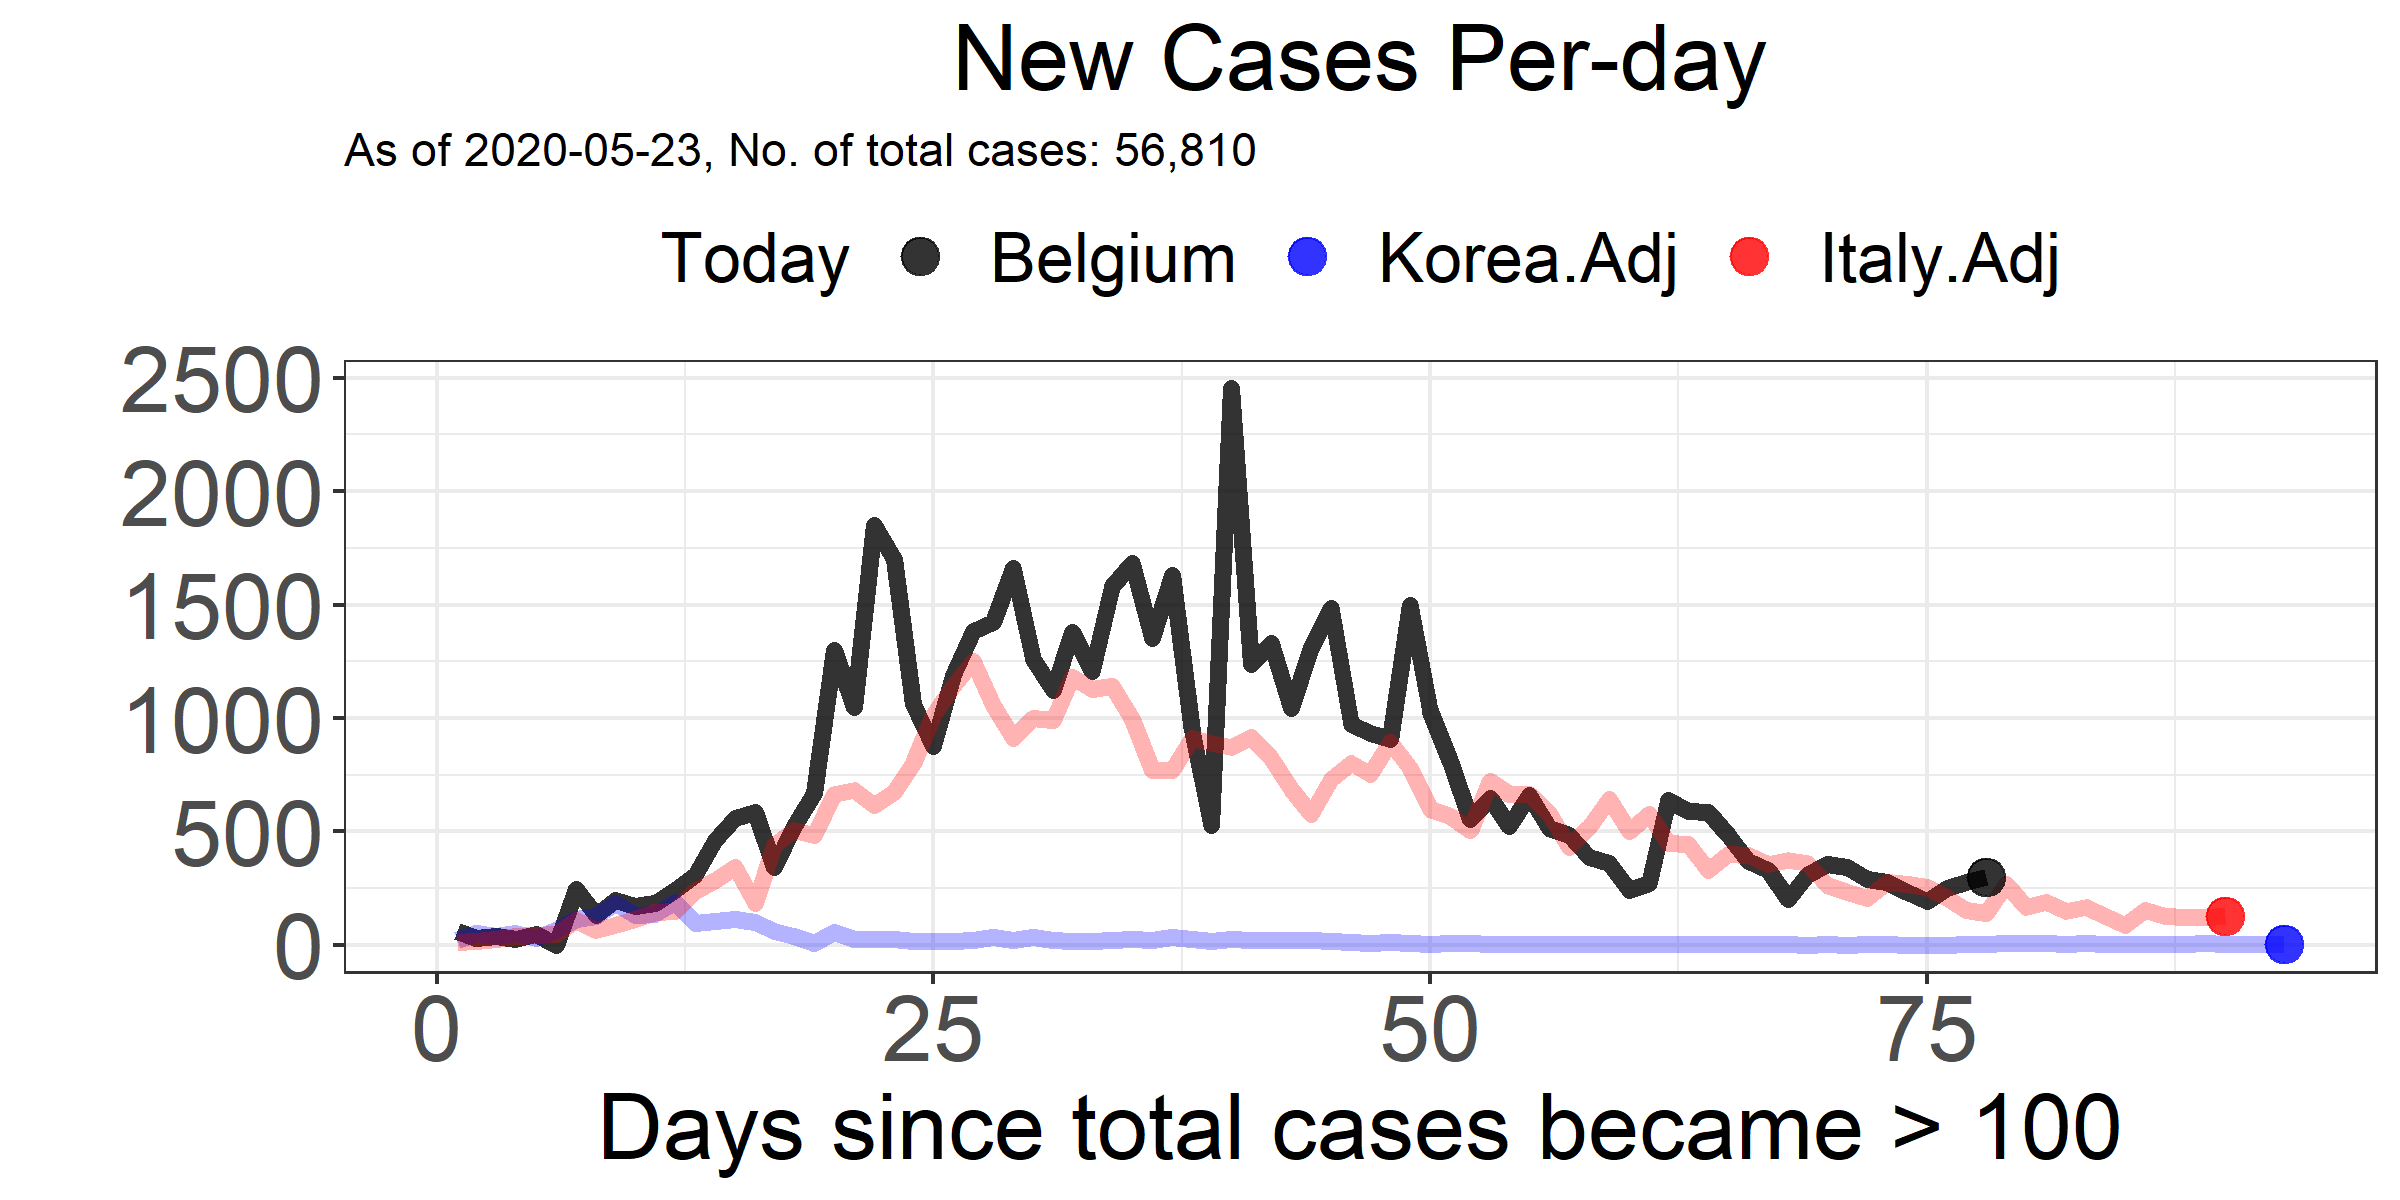 New Cases Per-day
As of 2020-05-23, No. of total cases: 56,810
Today Belgium Korea.Adj Italy.Adj
2500
2000
1500
1000
500
0
0 25 50 75
Days since total cases became > 100